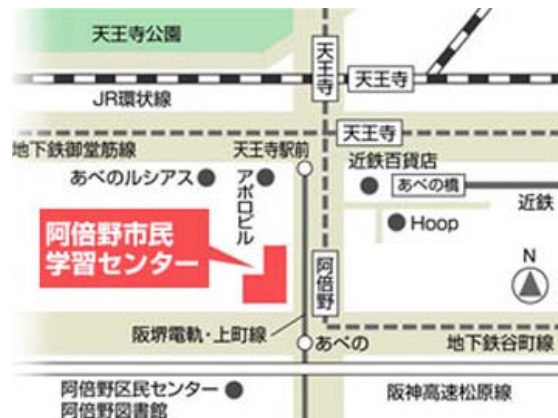 天王寺公園
天王寺
天王寺
JR環状線
天王寺
地下鉄御堂筋線
天王寺駅前
近鉄百貨店
あべのルシアス
アポロビル
あべの橋
近鉄
Hoop
阿倍野市民
学習センター
阿倍野
N
阪堺電軌・上町線
あべの
地下鉄谷町線
阿倍野区民センター
阿倍野図書館
阪神高速松原線